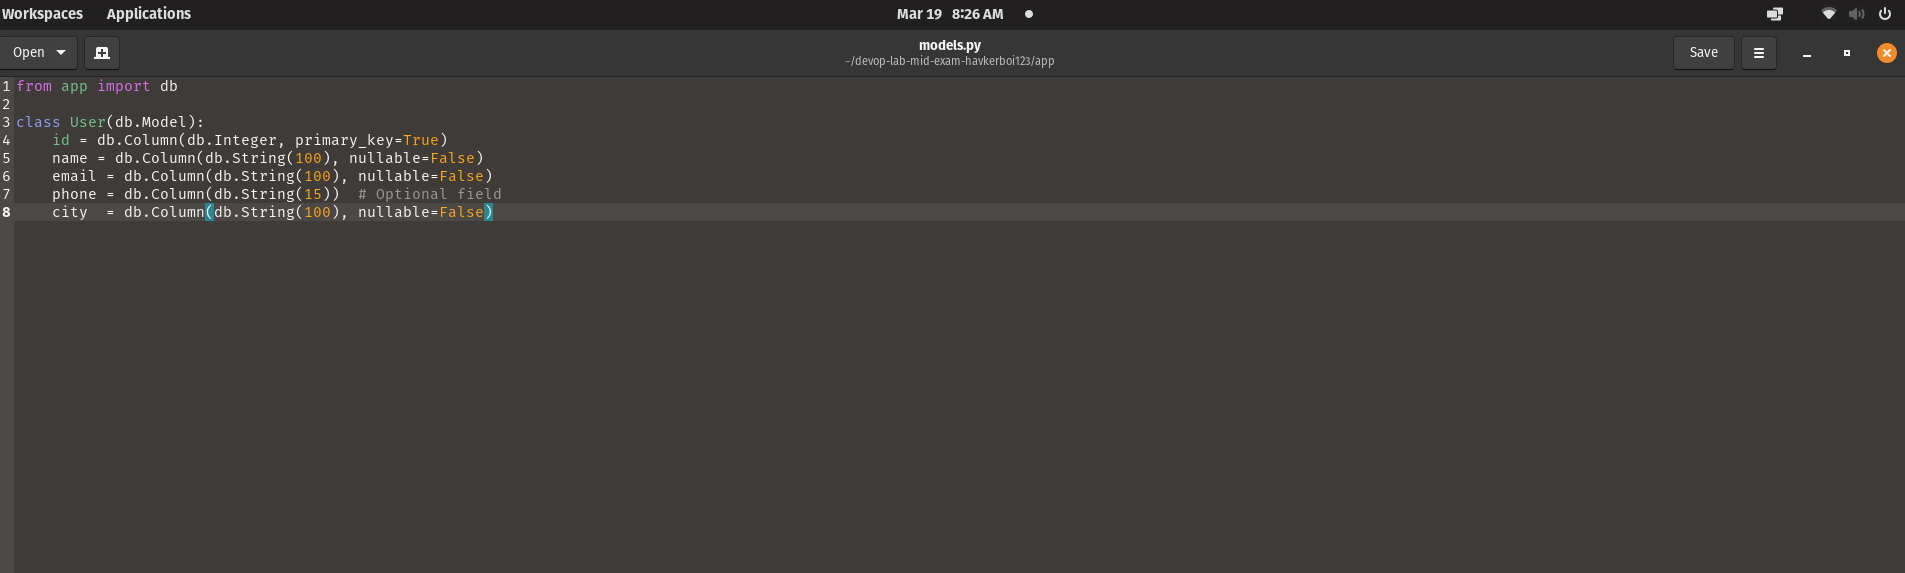 Workspaces Applications Mar 19 8:26 AM
Open models.py Save
~/devop-lab-mid-exam-havkerboi123/app
1 from app import db
2
3 class User(db.Model):
4     id = db.Column(db.Integer, primary_key=True)
5     name = db.Column(db.String(100), nullable=False)
6     email = db.Column(db.String(100), nullable=False)
7     phone = db.Column(db.String(15))  # Optional field
8     city  = db.Column(db.String(100), nullable=False)